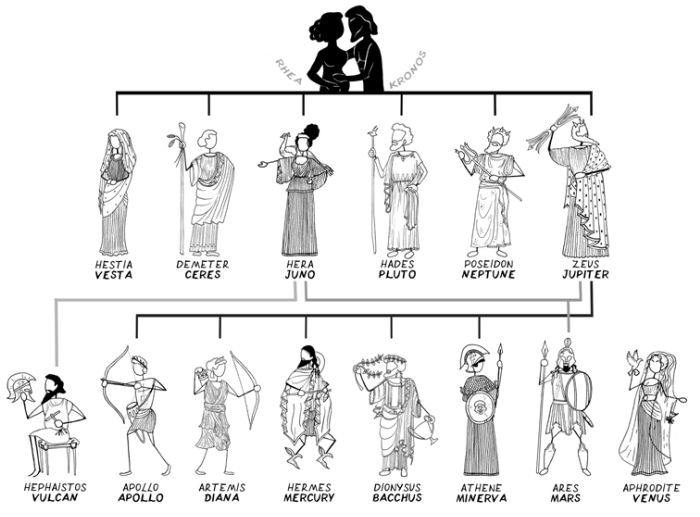 RHEA
KRONOS
HESTIA
VESTA
DEMETER
CERES
HERA
JUNO
HADES
PLUTO
POSEIDON
NEPTUNE
ZEUS
JUPITER
HEPHAISTOS
VULCAN
APOLLO
APOLLO
ARTEMIS
DIANA
HERMES
MERCURY
DIONYSUS
BACCHUS
ATHENE
MINERVA
ARES
MARS
APHRODITE
VENUS